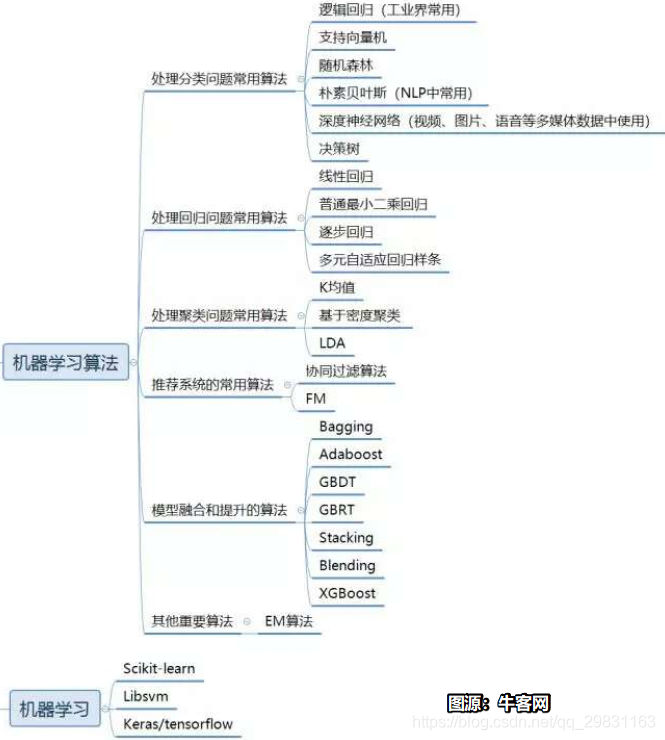 机器学习算法
处理分类问题常用算法
逻辑回归（工业界常用）
支持向量机
随机森林
朴素贝叶斯（NLP中常用）
深度神经网络（视频、图片、语音等多媒体数据中使用）
决策树
处理回归问题常用算法
线性回归
普通最小二乘回归
逐步回归
多元自适应回归样条
处理聚类问题常用算法
K均值
基于密度聚类
LDA
推荐系统的常用算法
协同过滤算法
FM
模型融合和提升的算法
Bagging
Adaboost
GBDT
GBRT
Stacking
Blending
XGBoost
其他重要算法
EM算法
机器学习
Scikit-learn
Libsvm
Keras/tensorflow
图源：牛客网
https://blog.csdn.net/qq_29831163